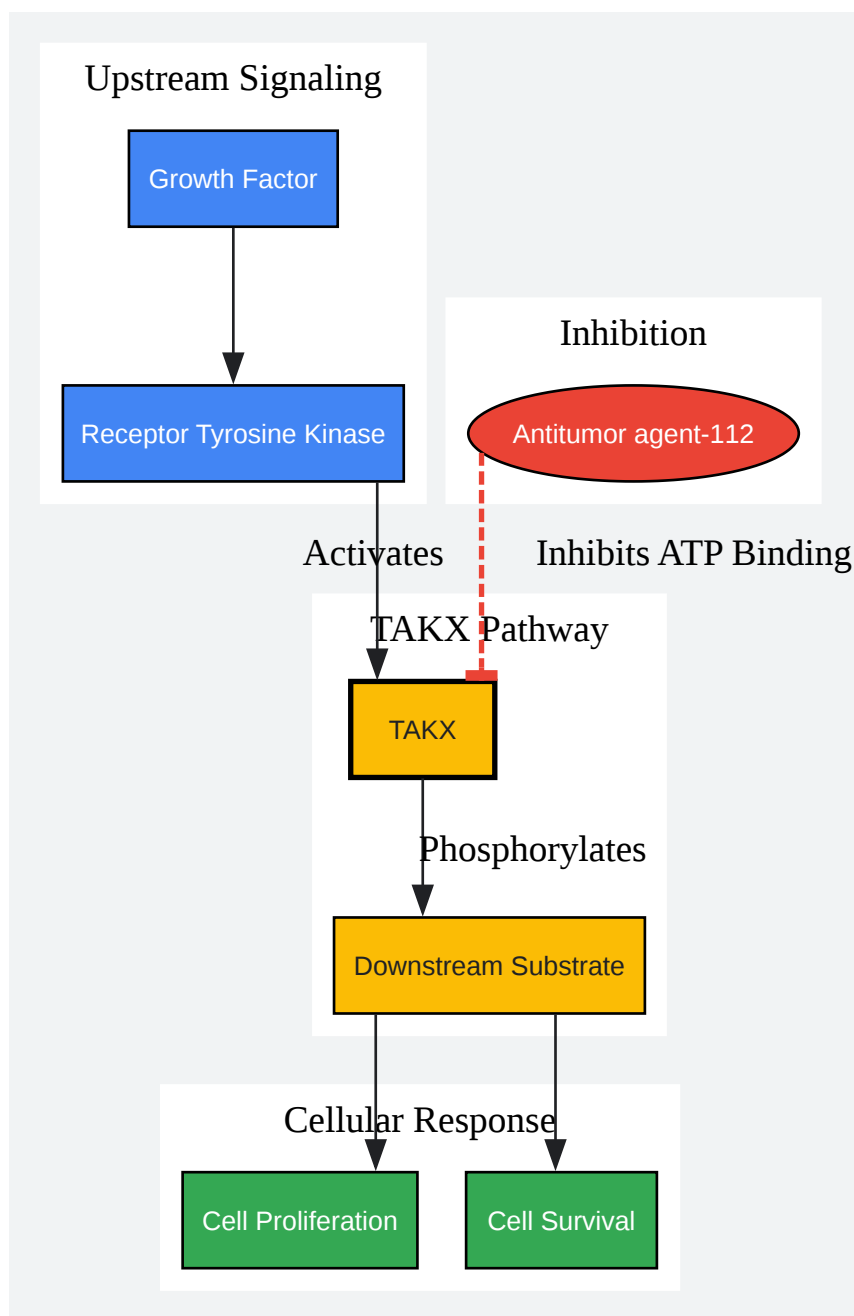 Upstream Signaling
Growth Factor
Inhibition
Receptor Tyrosine Kinase
Antitumor agent-112
Activates
Inhibits ATP Binding
TAKX Pathway
TAKX
Phosphorylates
Downstream Substrate
Cellular Response
Cell Proliferation
Cell Survival